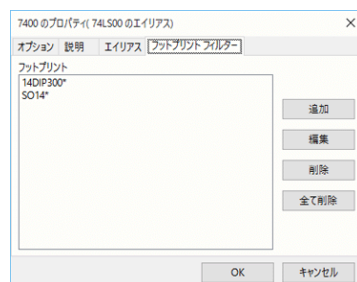 7400 のプロパティ( 74LS00 のエイリアス)
オプション 説明 エイリアス フットプリント フィルター
フットプリント
14DIP300*
SO14*
追加
編集
削除
全て削除
OK キャンセル